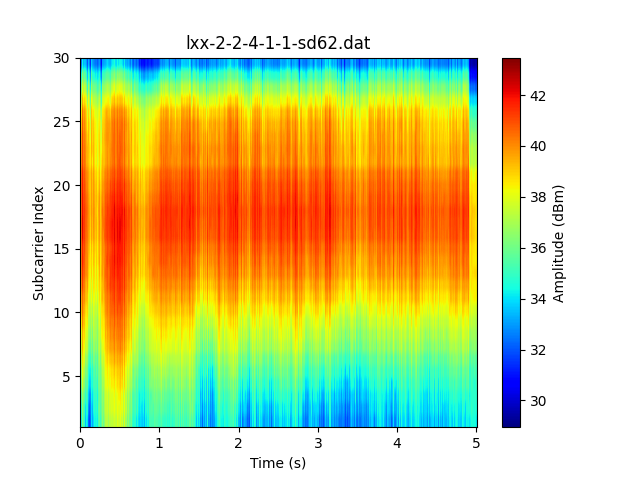 lxx-2-2-4-1-1-sd62.dat
30
25
20
15
10
5
Subcarrier Index
0 1 2 3 4 5
Time (s)
42
40
38
36
34
32
30
Amplitude (dBm)